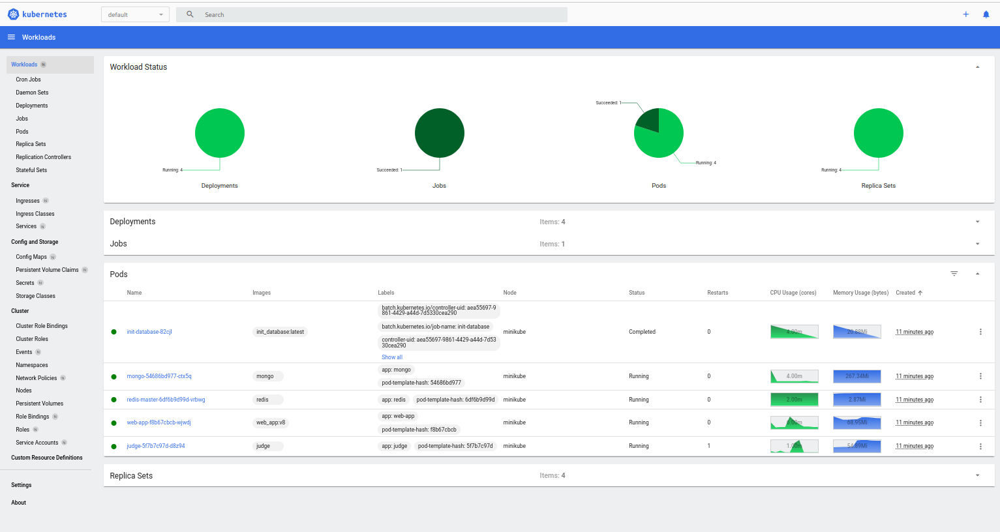 kubernetes
default
Search
Workloads
Workloads N
Cron Jobs
Daemon Sets
Deployments
Jobs
Pods
Replica Sets
Replication Controllers
Stateful Sets
Service
Ingresses N
Ingress Classes
Services N
Config and Storage
Config Maps N
Persistent Volume Claims N
Secrets N
Storage Classes
Cluster
Cluster Role Bindings
Cluster Roles
Events N
Namespaces
Network Policies N
Nodes
Persistent Volumes
Role Bindings N
Roles N
Service Accounts N
Custom Resource Definitions
Settings
About
Workload Status
Running: 4
Deployments
Succeeded: 1
Jobs
Succeeded: 1
Running: 4
Pods
Running: 4
Replica Sets
Deployments Items: 4
Jobs Items: 1
Pods
Name Images Labels Node Status Restarts CPU Usage (cores) Memory Usage (bytes) Created
init-database-82cjl init_database:latest
batch.kubernetes.io/controller-uid: aea55697-9
861-4429-a44d-7d5330cea290
batch.kubernetes.io/job-name: init-database
controller-uid: aea55697-9861-4429-a44d-7d53
30cea290
Show all
minikube Completed 0 4.00m 20.88Mi 11 minutes ago
mongo-54686bd977-ctx5q mongo
app: mongo
pod-template-hash: 54686bd977
minikube Running 0 4.00m 267.34Mi 11 minutes ago
redis-master-6df6b9d99d-vrbwg redis app: redis pod-template-hash: 6df6b9d99d minikube Running 0 2.00m 2.87Mi 11 minutes ago
web-app-f8b67cbcb-wjwdj web_app:v8
app: web-app
pod-template-hash: f8b67cbcb
minikube Running 0 68.95Mi 11 minutes ago
judge-5f7b7c97d-d8z94 judge app: judge pod-template-hash: 5f7b7c97d minikube Running 1 1.00m 54.89Mi 11 minutes ago
Replica Sets Items: 4